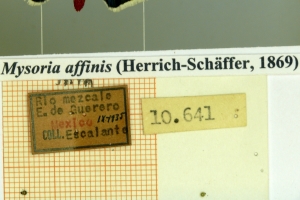 Mysoria affinis (Herrich-Schäffer, 1869)
Rio mezcala
E. de Guerrero
Mexico
COLL. Escalante
10.641